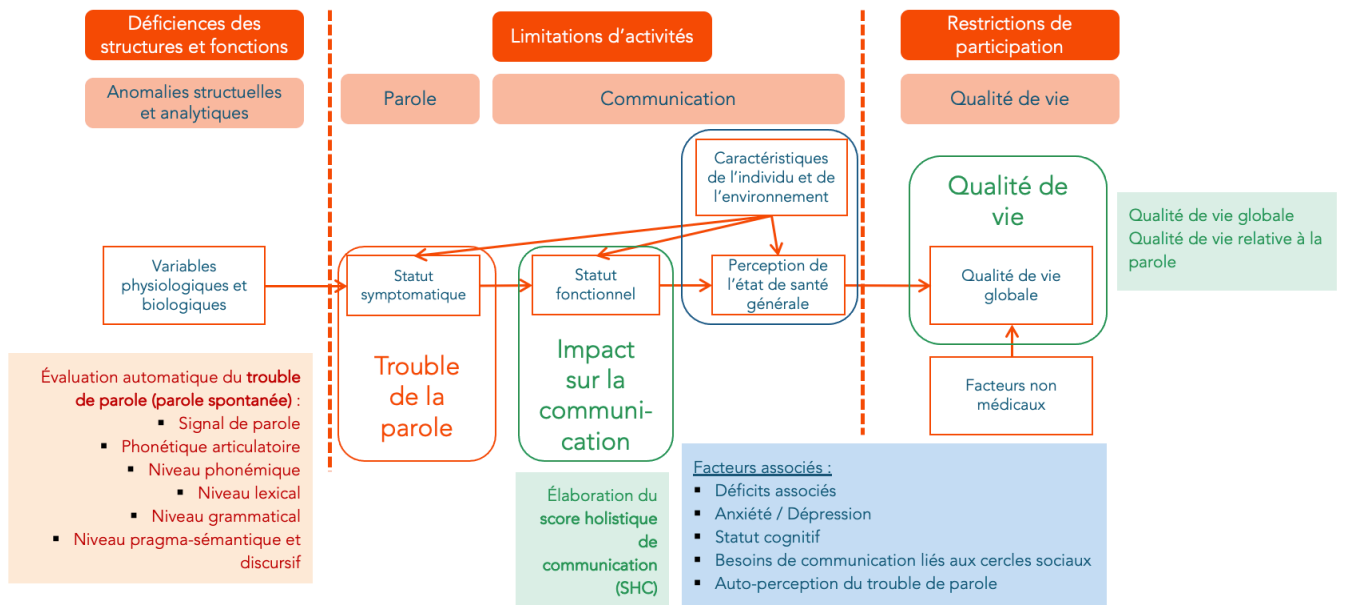 Déficiences des
structures et fonctions
Limitations d'activités
Restrictions de
participation
Anomalies structuelles
et analytiques
Parole
Communication
Qualité de vie
Caractéristiques
de l'individu et de
l'environnement
Qualité de
vie
Qualité de vie globale
Qualité de vie relative à la
parole
Variables
physiologiques et
biologiques
Statut
symptomatique
Statut
fonctionnel
Perception de
l'état de santé
générale
Qualité de vie
globale
Trouble
de la
parole
Impact
sur la
communi-
cation
Facteurs non
médicaux
Évaluation automatique du trouble
de parole (parole spontanée) :
▪ Signal de parole
▪ Phonétique articulatoire
▪ Niveau phonémique
▪ Niveau lexical
▪ Niveau grammatical
▪ Niveau pragma-sémantique et
discursif
Élaboration du
score holistique
de
communication
(SHC)
Facteurs associés :
▪ Déficits associés
▪ Anxiété / Dépression
▪ Statut cognitif
▪ Besoins de communication liés aux cercles sociaux
▪ Auto-perception du trouble de parole